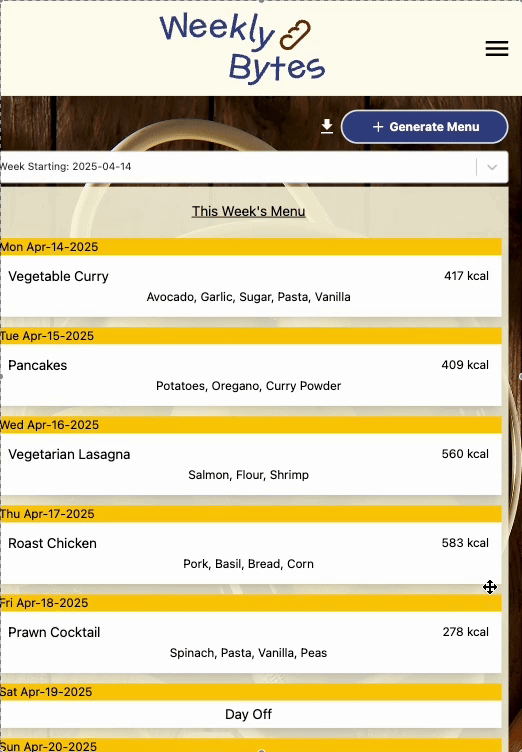 Weekly
Bytes
Generate Menu
Week Starting: 2025-04-14
This Week's Menu
Mon Apr-14-2025
Vegetable Curry 417 kcal
Avocado, Garlic, Sugar, Pasta, Vanilla
Tue Apr-15-2025
Pancakes 409 kcal
Potatoes, Oregano, Curry Powder
Wed Apr-16-2025
Vegetarian Lasagna 560 kcal
Salmon, Flour, Shrimp
Thu Apr-17-2025
Roast Chicken 583 kcal
Pork, Basil, Bread, Corn
Fri Apr-18-2025
Prawn Cocktail 278 kcal
Spinach, Pasta, Vanilla, Peas
Sat Apr-19-2025
Day Off
Sun Apr-20-2025